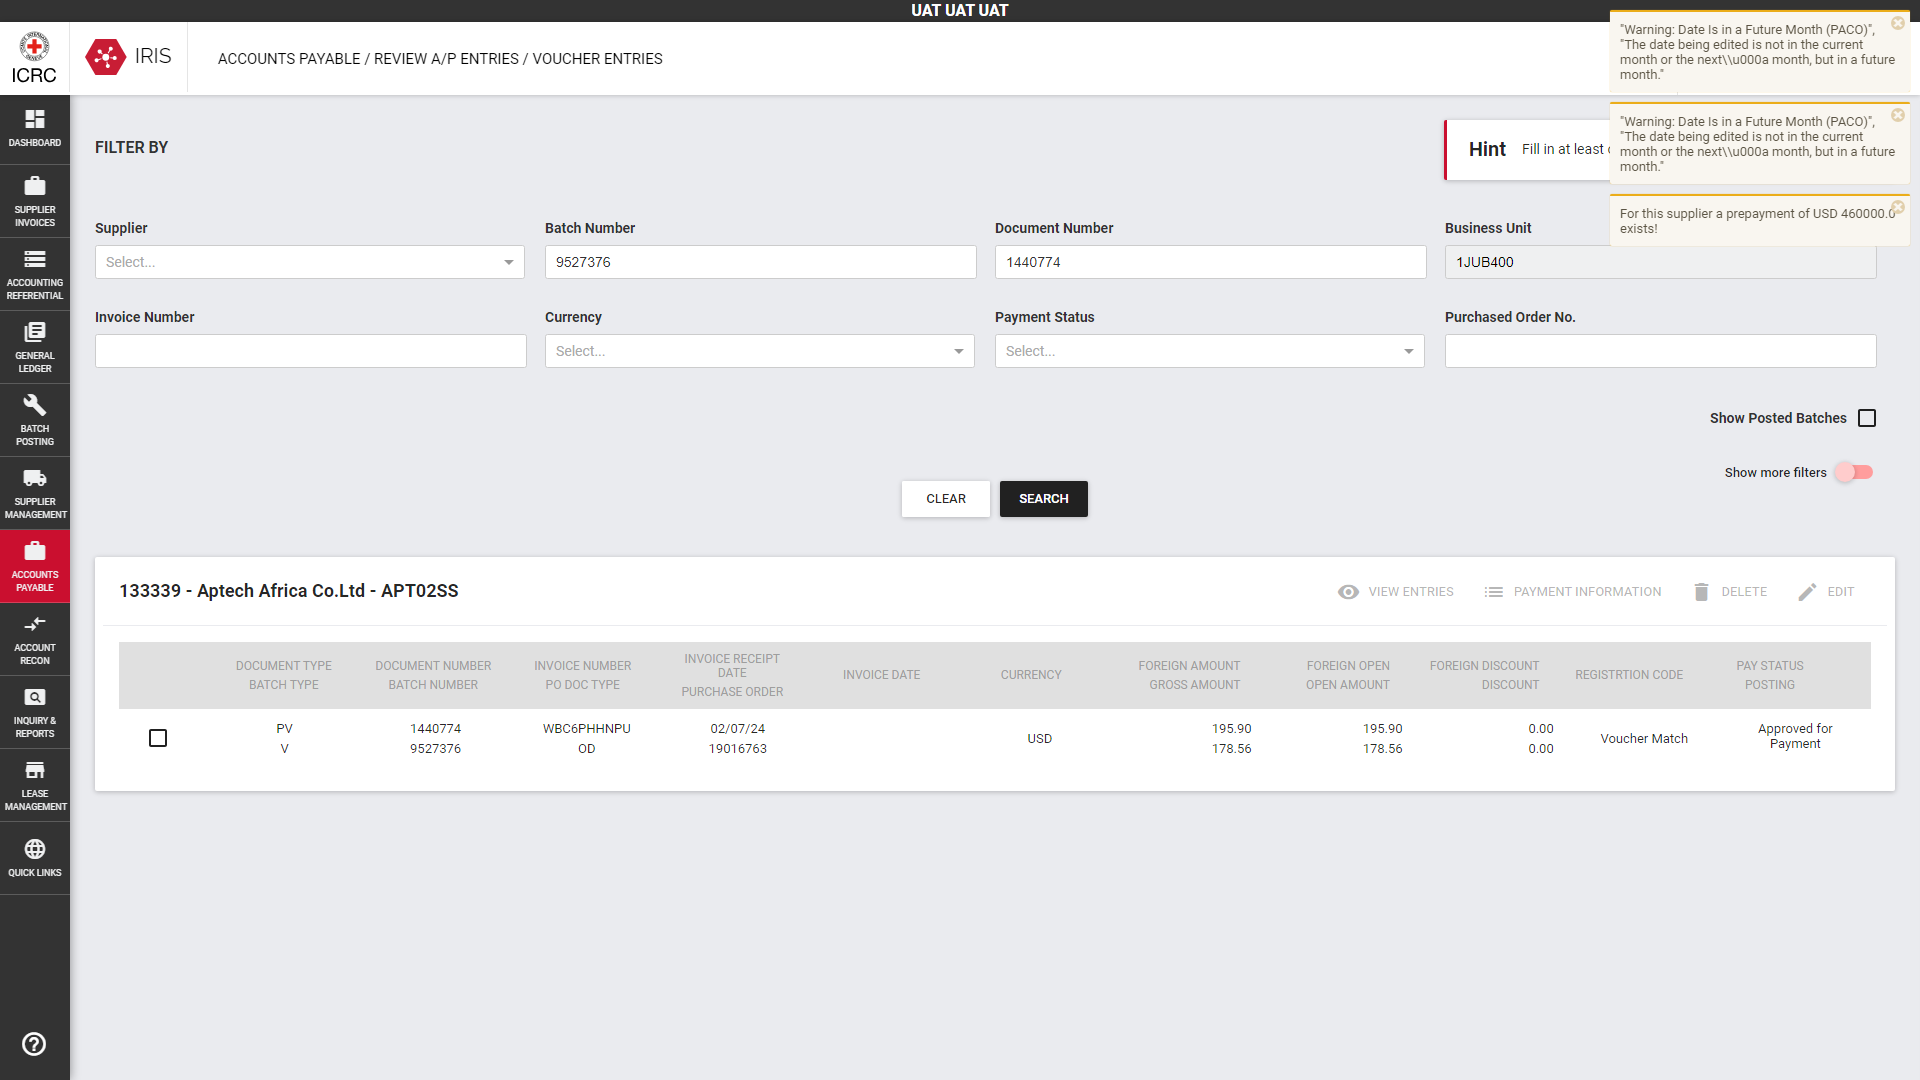 UAT UAT UAT
ICRC
IRIS
ACCOUNTS PAYABLE / REVIEW A/P ENTRIES / VOUCHER ENTRIES
"Warning: Date Is in a Future Month (PACO)",
"The date being edited is not in the current
month or the next\\u000a month, but in a future
month."
"Warning: Date Is in a Future Month (PACO)",
"The date being edited is not in the current
month or the next\\u000a month, but in a future
month."
For this supplier a prepayment of USD 460000.0
exists!
DASHBOARD
SUPPLIER
INVOICES
ACCOUNTING
REFERENTIAL
GENERAL
LEDGER
BATCH
POSTING
SUPPLIER
MANAGEMENT
ACCOUNTS
PAYABLE
ACCOUNT
RECON
INQUIRY &
REPORTS
LEASE
MANAGEMENT
QUICK LINKS
FILTER BY
Hint Fill in at least
Supplier
Select...
Batch Number
9527376
Document Number
1440774
Business Unit
1JUB400
Invoice Number
Currency
Select...
Payment Status
Select...
Purchased Order No.
Show Posted Batches
Show more filters
CLEAR
SEARCH
133339 - Aptech Africa Co.Ltd - APT02SS
VIEW ENTRIES
PAYMENT INFORMATION
DELETE
EDIT
DOCUMENT TYPE
BATCH TYPE
DOCUMENT NUMBER
BATCH NUMBER
INVOICE NUMBER
PO DOC TYPE
INVOICE RECEIPT
DATE
PURCHASE ORDER
INVOICE DATE
CURRENCY
FOREIGN AMOUNT
GROSS AMOUNT
FOREIGN OPEN
OPEN AMOUNT
FOREIGN DISCOUNT
DISCOUNT
REGISTRTION CODE
PAY STATUS
POSTING
PV
V
1440774
9527376
WBC6PHHNPU
OD
02/07/24
19016763
USD
195.90
178.56
195.90
178.56
0.00
0.00
Voucher Match
Approved for
Payment